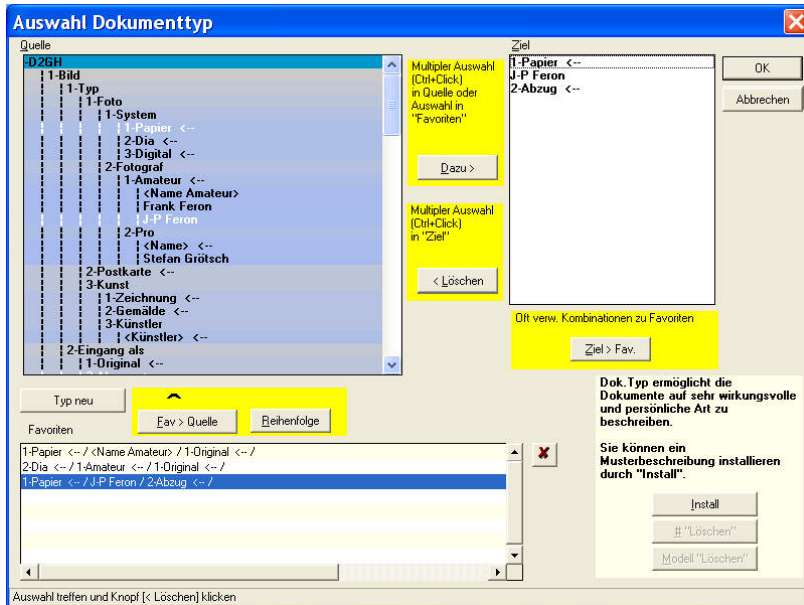 Auswahl Dokumenttyp
Quelle
-D2GH
1-Bild
1-Typ
1-Foto
1-System
1-Papier <--
2-Dia <--
3-Digital <--
2-Fotograf
1-Amateur <--
<Name Amateur>
Frank Feron
J-P Feron
2-Pro
<Name> <--
Stefan Grötsch
2-Postkarte <--
3-Kunst
1-Zeichnung <--
2-Gemälde <--
3-Künstler
<Künstler> <--
2-Eingang als
1-Original <--
Multipler Auswahl
(Ctrl+Click)
in Quelle oder
Auswahl in
"Favoriten"
Dazu >
Multipler Auswahl
(Ctrl+Click)
in "Ziel"
< Löschen
Ziel
1-Papier <--
J-P Feron
2-Abzug <--
OK
Abbrechen
Oft verw. Kombinationen zu Favoriten
Ziel > Fav.
Typ neu
Fav > Quelle
Reihenfolge
Favoriten
1-Papier <-- / <Name Amateur> / 1-Original <-- /
2-Dia <-- / 1-Amateur <-- / 1-Original <-- /
1-Papier <-- / J-P Feron / 2-Abzug <-- /
X
Dok.Typ ermöglicht die
Dokumente auf sehr wirkungsvolle
und persönliche Art zu
beschreiben.
Sie können ein
Musterbeschreibung installieren
durch "Install".
Install
# "Löschen"
Modell "Löschen"
Auswahl treffen und Knopf [< Löschen] klicken